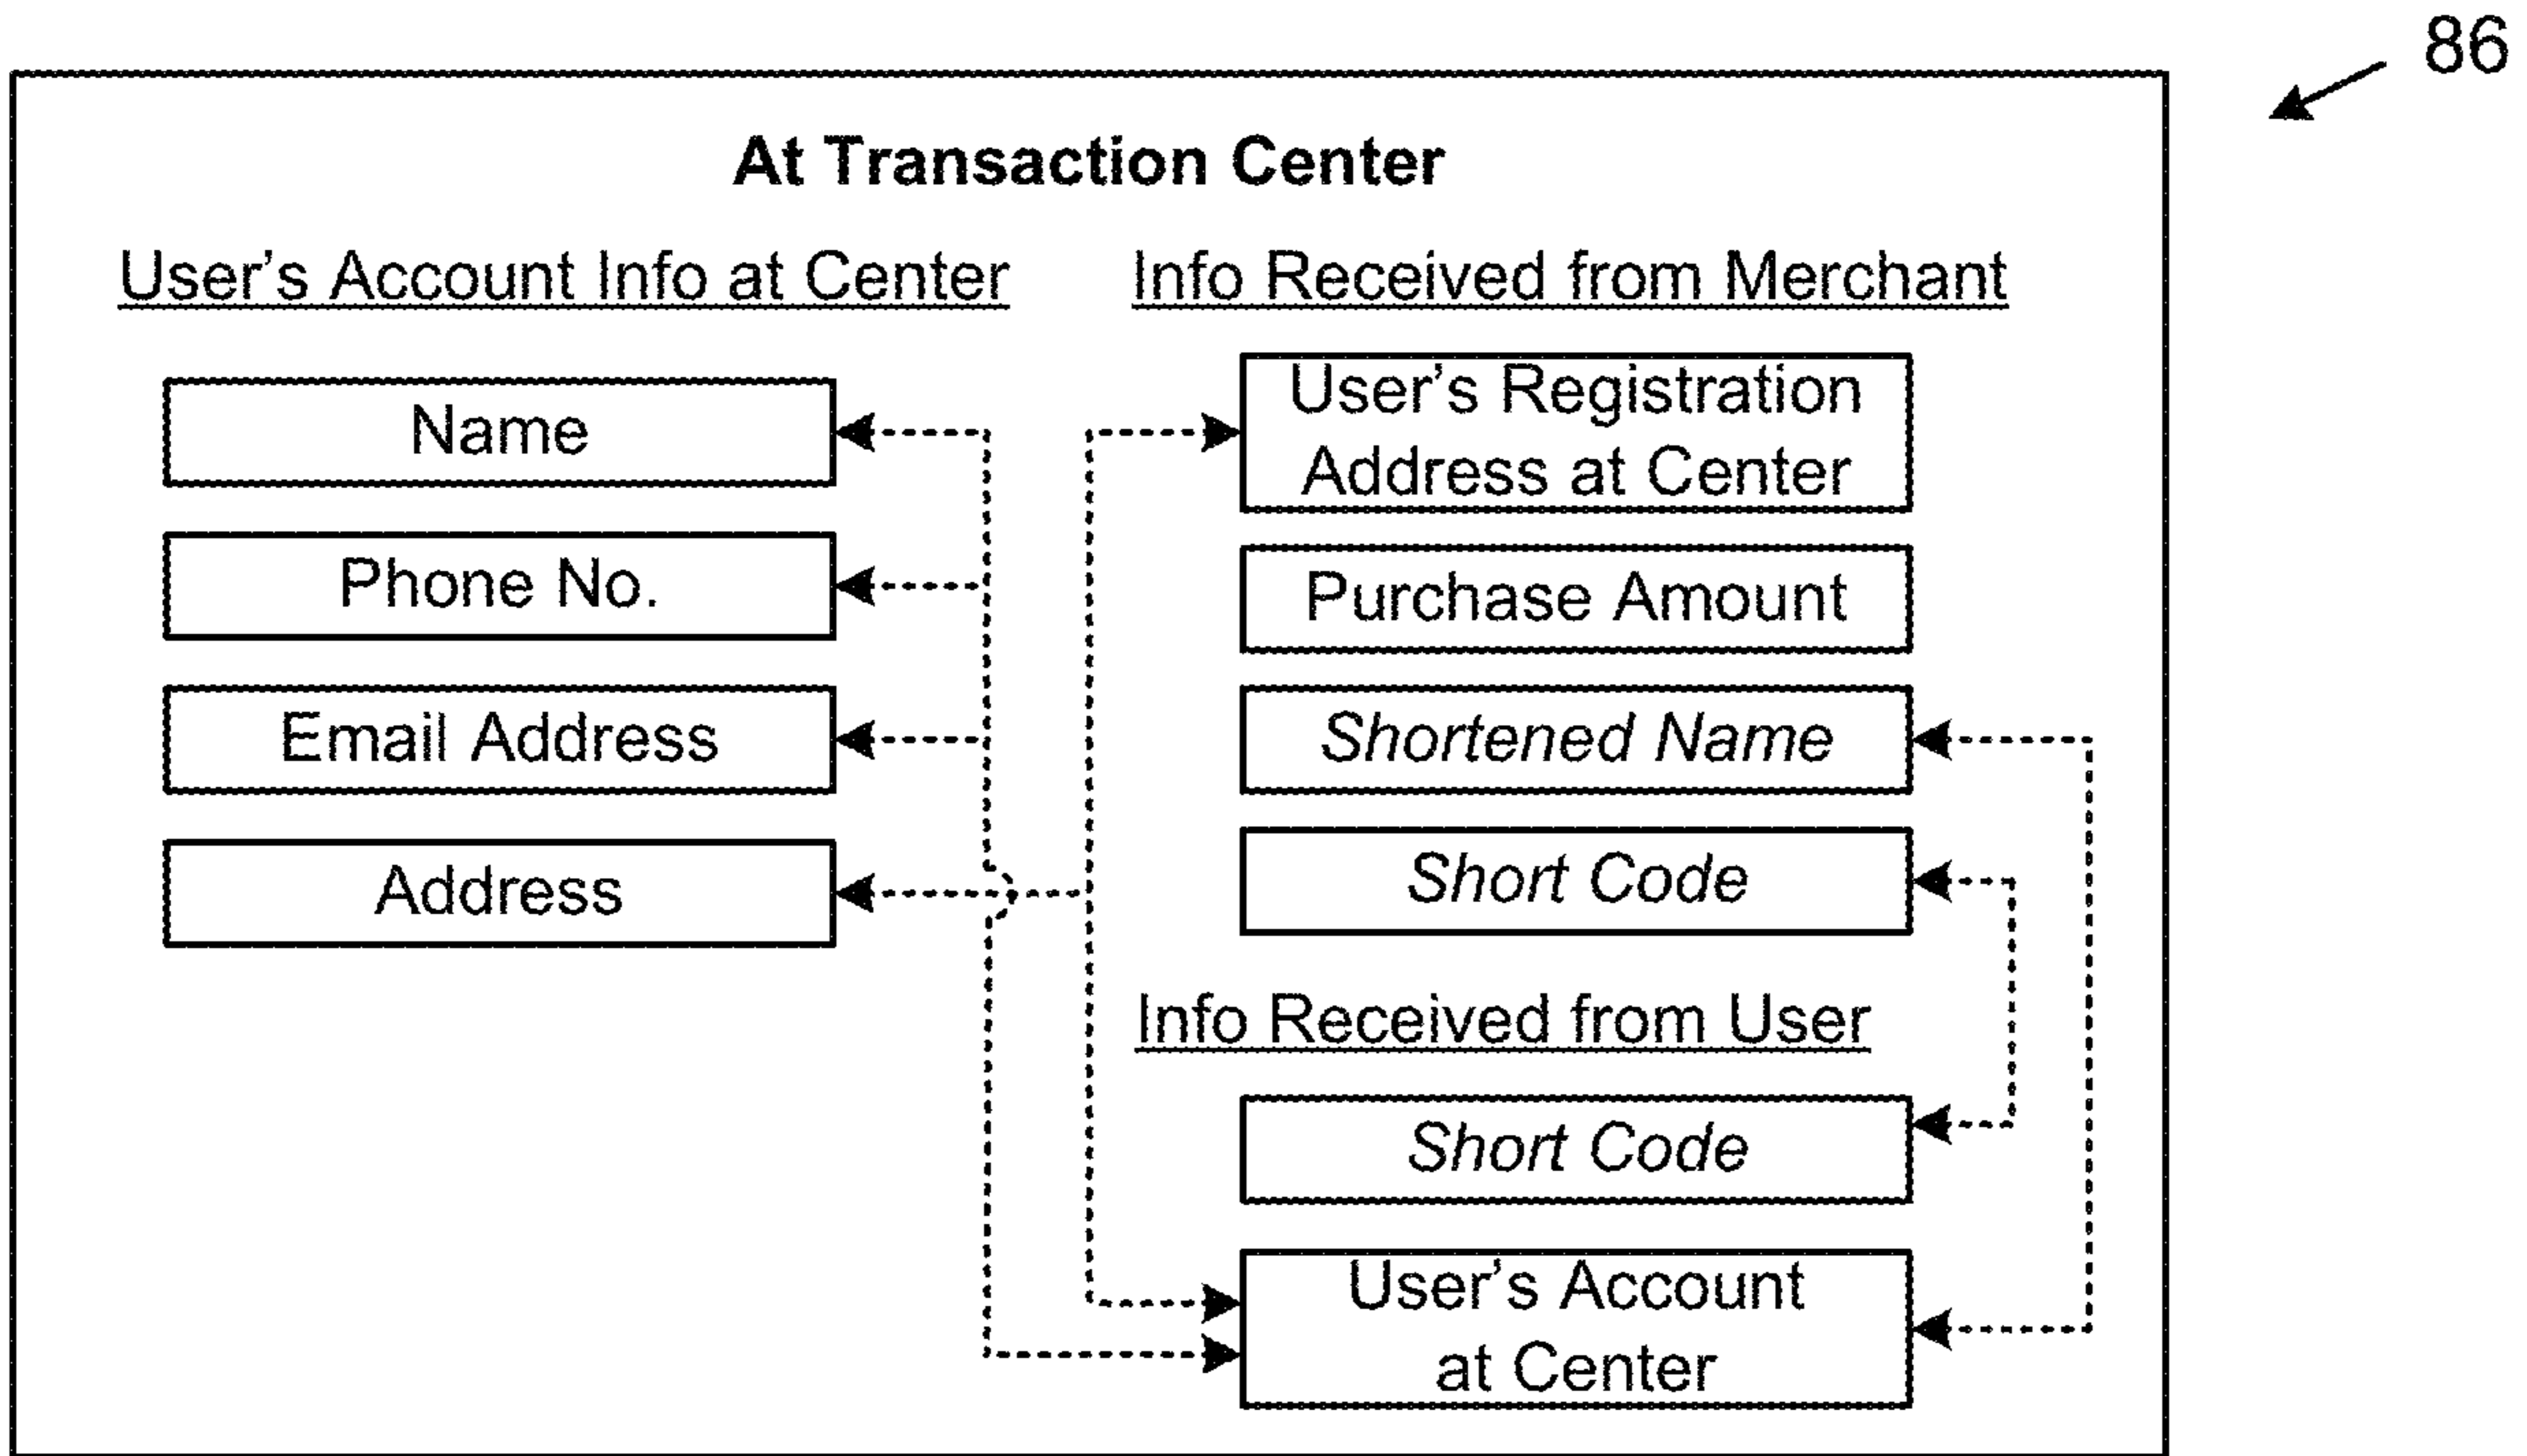 86
At Transaction Center
User's Account Info at Center
Name
Phone No.
Email Address
Address
Info Received from Merchant
User's Registration
Address at Center
Purchase Amount
Shortened Name
Short Code
Info Received from User
Short Code
User's Account
at Center